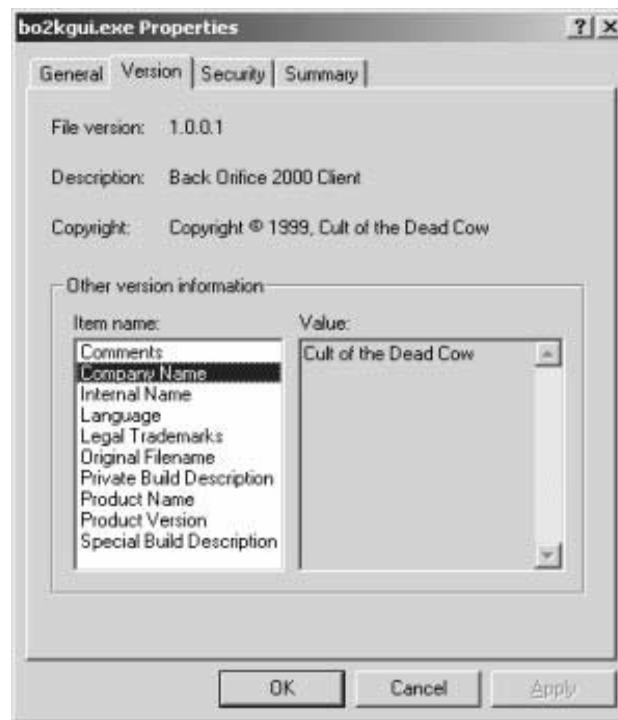 bo2kgui.exe Properties
General Version Security Summary
File version: 1.0.0.1
Description: Back Orifice 2000 Client
Copyright: Copyright © 1999, Cult of the Dead Cow
Other version information
Item name:
Comments
Company Name
Internal Name
Language
Legal Trademarks
Original Filename
Private Build Description
Product Name
Product Version
Special Build Description
Value:
Cult of the Dead Cow
OK Cancel Apply